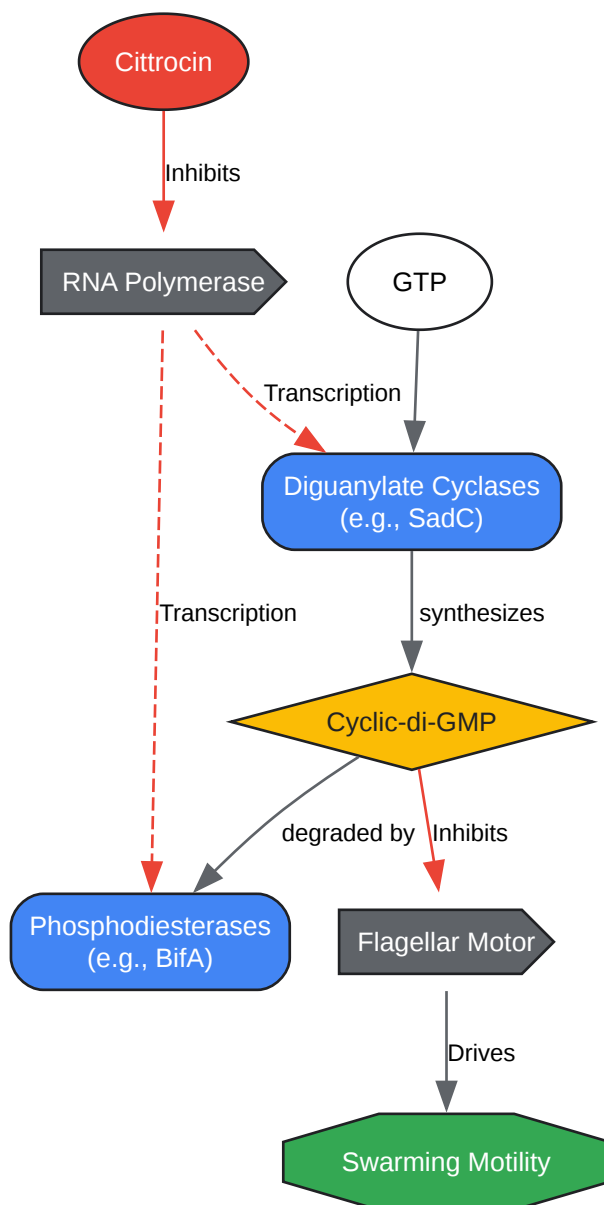 Cittrocin
Inhibits
RNA Polymerase
GTP
Transcription
Diguanylate Cyclases
(e.g., SadC)
Transcription
synthesizes
Cyclic-di-GMP
degraded by
Inhibits
Phosphodiesterases
(e.g., BifA)
Flagellar Motor
Drives
Swarming Motility